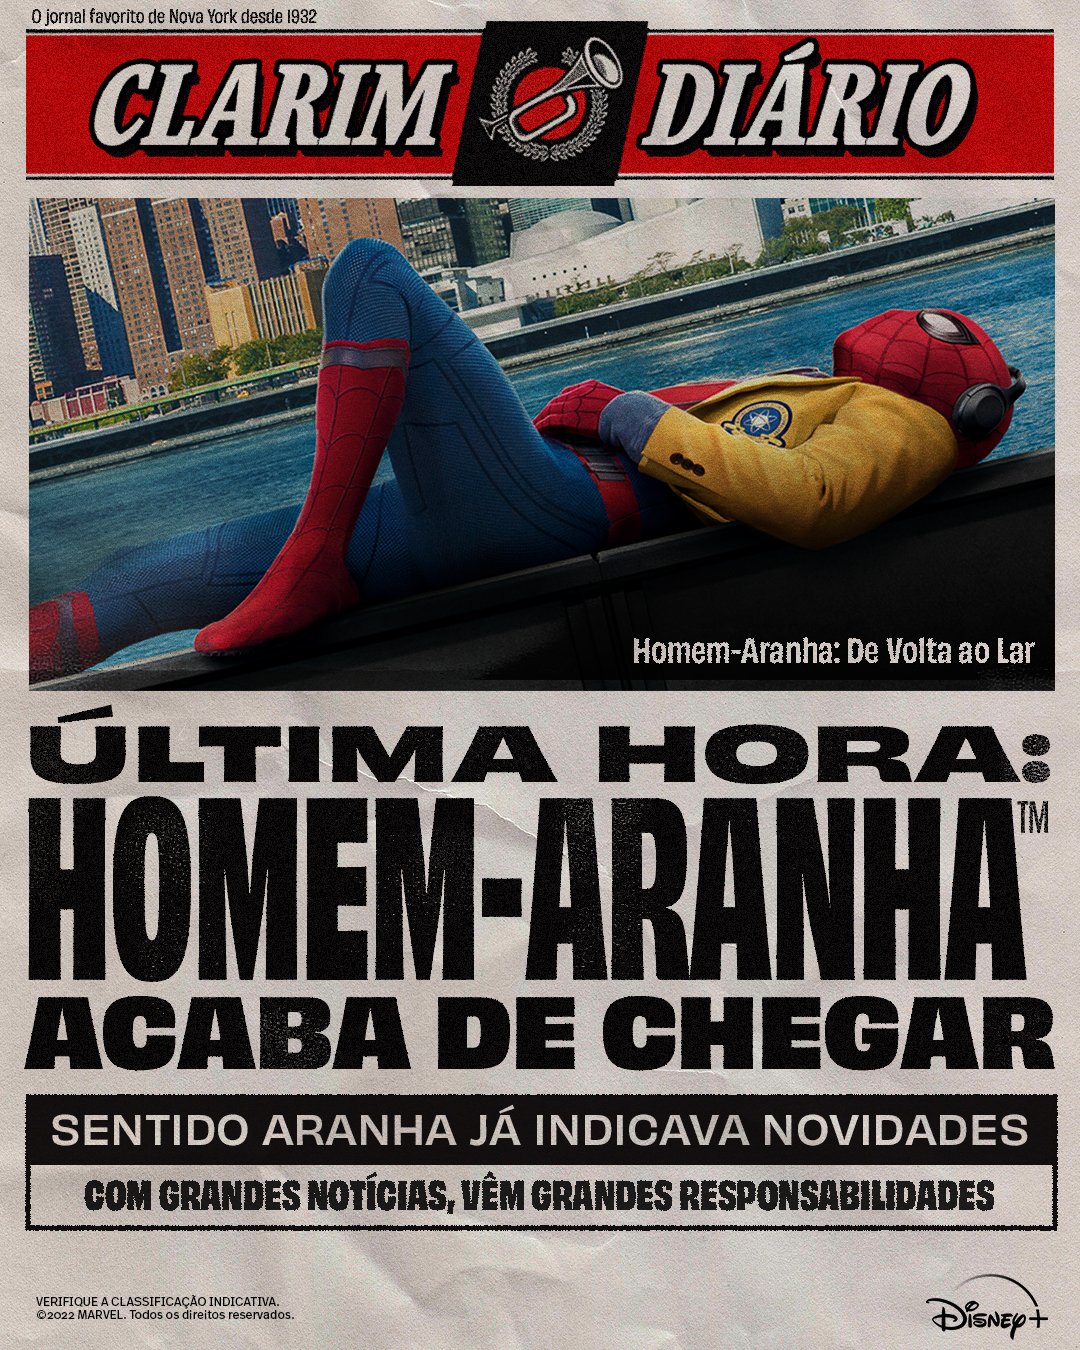 O jornal favorito de Nova York desde 1932
CLARIM DIÁRIO
Homem-Aranha: De Volta ao Lar
ÚLTIMA HORA:
HOMEM-ARANHA™
ACABA DE CHEGAR
SENTIDO ARANHA JÁ INDICAVA NOVIDADES
COM GRANDES NOTÍCIAS, VÊM GRANDES RESPONSABILIDADES
VERIFIQUE A CLASSIFICAÇÃO INDICATIVA.
©2022 MARVEL. Todos os direitos reservados.
Disney+